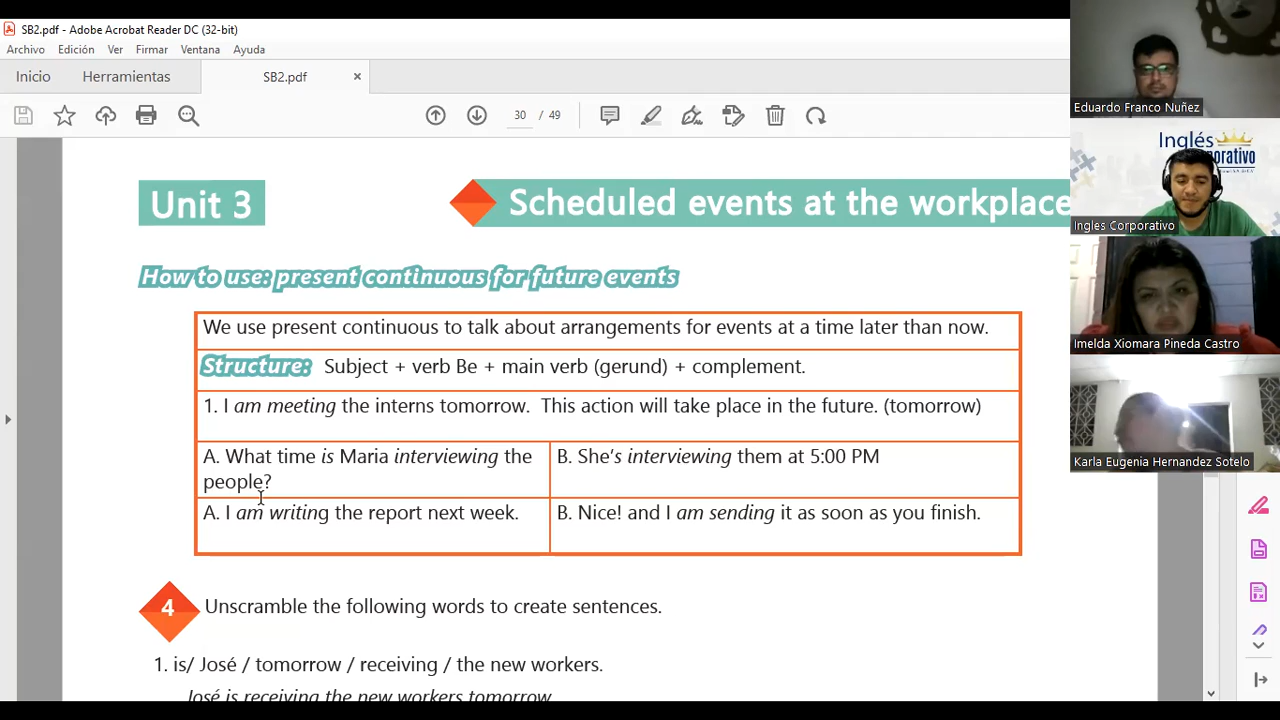 SB2.pdf - Adobe Acrobat Reader DC (32-bit)
Archivo Edición Ver Firmar Ventana Ayuda
Inicio Herramientas SB2.pdf ×
30 / 49
Unit 3
Scheduled events at the workplace
How to use: present continuous for future events
We use present continuous to talk about arrangements for events at a time later than now.
Structure: Subject + verb Be + main verb (gerund) + complement.
1. I am meeting the interns tomorrow. This action will take place in the future. (tomorrow)
A. What time is Maria interviewing the
people?
B. She's interviewing them at 5:00 PM
A. I am writing the report next week.
B. Nice! and I am sending it as soon as you finish.
4 Unscramble the following words to create sentences.
1. is/ José / tomorrow / receiving / the new workers.
José is receiving the new workers tomorrow
Eduardo Franco Nuñez
Inglés
Ingles Corporativo
Imelda Xiomara Pineda Castro
Karla Eugenia Hernandez Sotelo